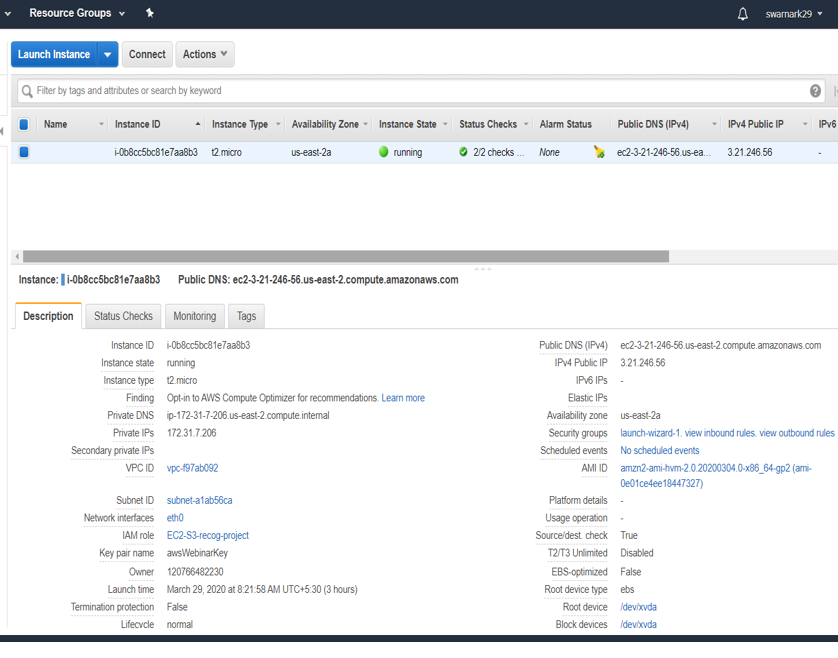 Resource Groups
swarnark29
Launch Instance Connect Actions
Filter by tags and attributes or search by keyword
Name Instance ID Instance Type Availability Zone Instance State Status Checks Alarm Status Public DNS (IPv4) IPv4 Public IP IPv6
i-0b8cc5bc81e7aa8b3 t2.micro us-east-2a running 2/2 checks ... None ec2-3-21-246-56.us-ea... 3.21.246.56 -
Instance: i-0b8cc5bc81e7aa8b3 Public DNS: ec2-3-21-246-56.us-east-2.compute.amazonaws.com
Description Status Checks Monitoring Tags
Instance ID i-0b8cc5bc81e7aa8b3 Public DNS (IPv4) ec2-3-21-246-56.us-east-2.compute.amazonaws.com
Instance state running IPv4 Public IP 3.21.246.56
Instance type t2.micro IPv6 IPs -
Finding Opt-in to AWS Compute Optimizer for recommendations. Learn more Elastic IPs
Private DNS ip-172-31-7-206.us-east-2.compute.internal Availability zone us-east-2a
Private IPs 172.31.7.206 Security groups launch-wizard-1. view inbound rules. view outbound rules
Secondary private IPs Scheduled events No scheduled events
VPC ID vpc-f97ab092 AMI ID amzn2-ami-hvm-2.0.20200304.0-x86_64-gp2 (ami-
0e01ce4ee18447327)
Subnet ID subnet-a1ab56ca Platform details -
Network interfaces eth0 Usage operation -
IAM role EC2-S3-recog-project Source/dest. check True
Key pair name awsWebinarKey T2/T3 Unlimited Disabled
Owner 120766482230 EBS-optimized False
Launch time March 29, 2020 at 8:21:58 AM UTC+5:30 (3 hours) Root device type ebs
Termination protection False Root device /dev/xvda
Lifecycle normal Block devices /dev/xvda